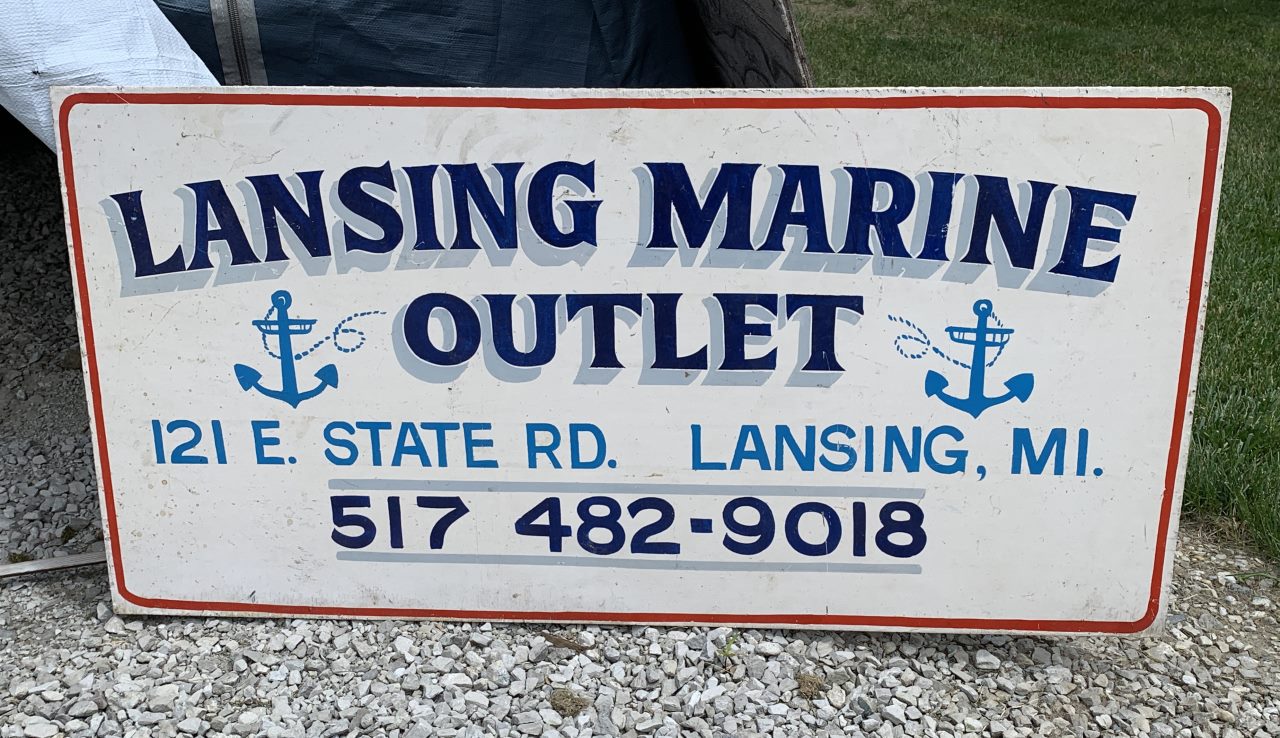 LANSING MARINE
OUTLET
121 E. STATE RD. LANSING, MI.
517 482-9018